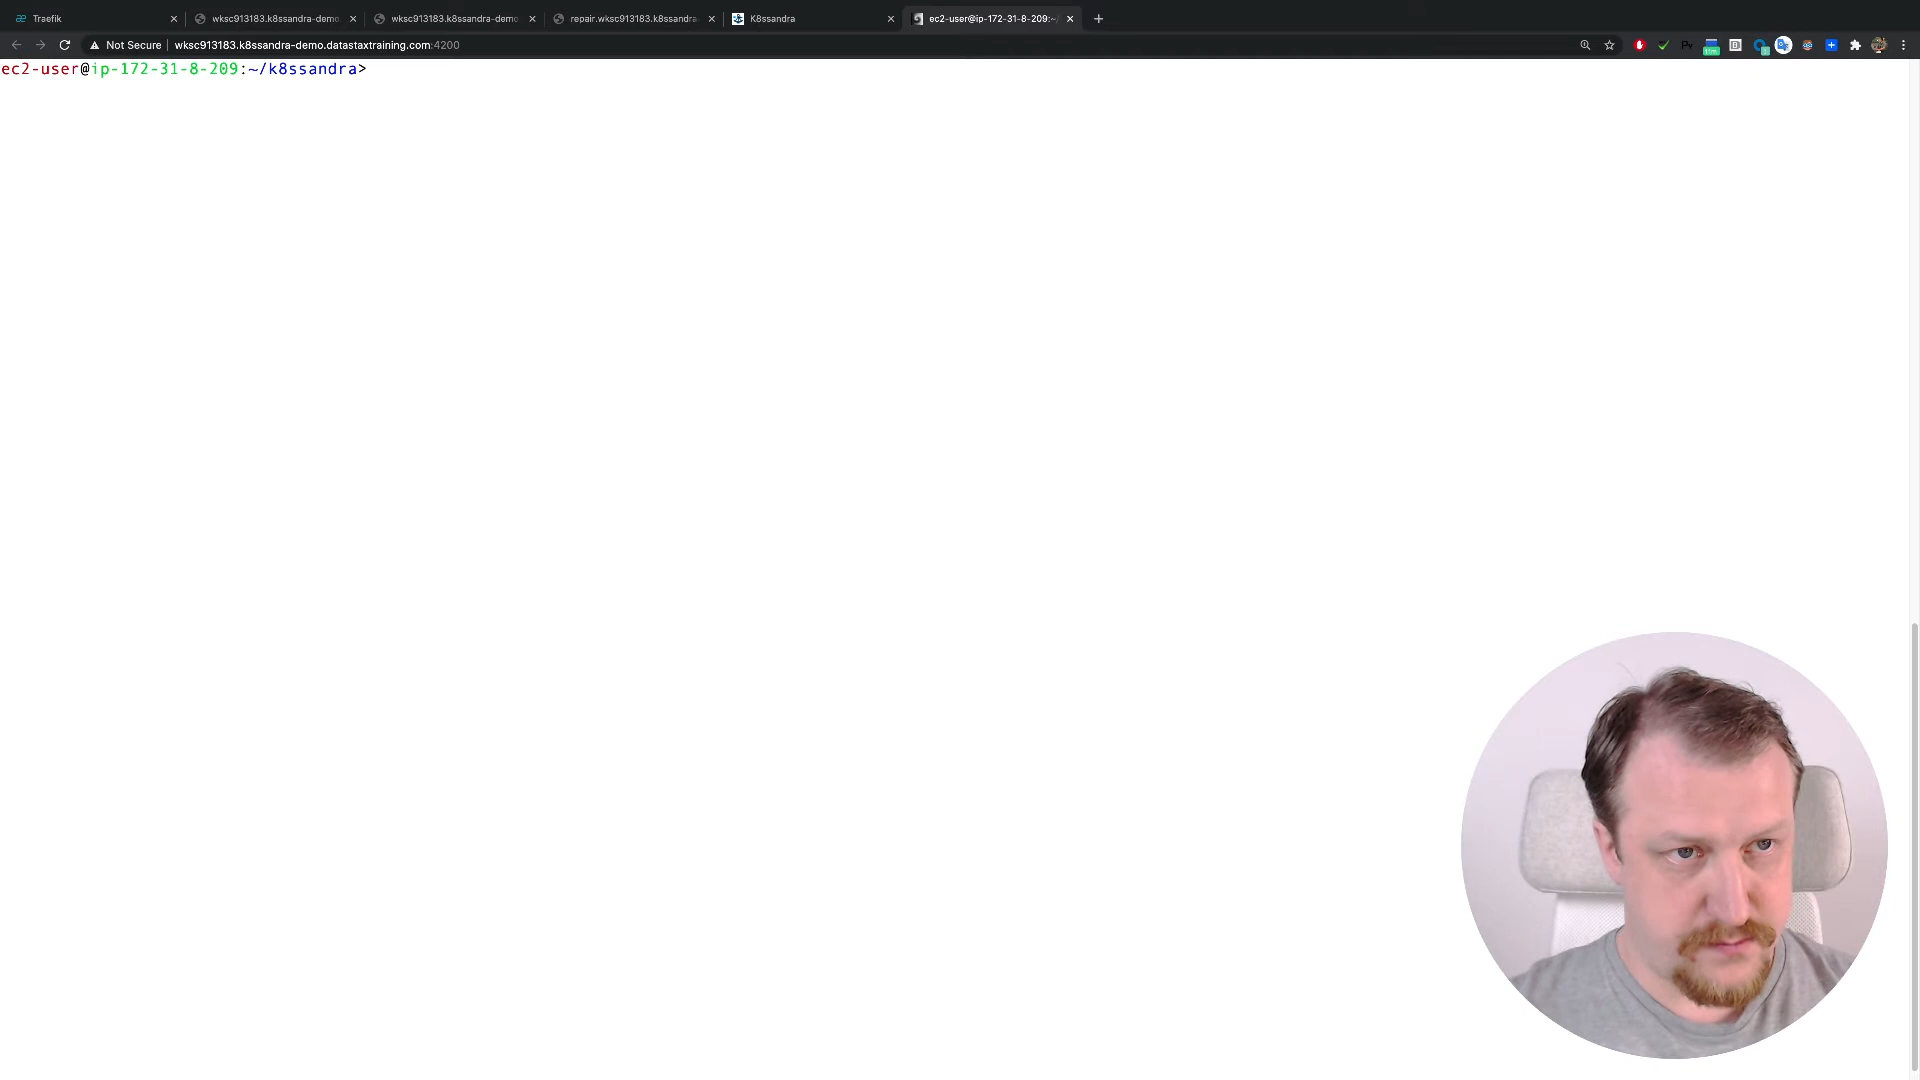 Traefik
wksc913183.k8ssandra-demo.
wksc913183.k8ssandra-demo
repair.wksc913183.k8ssandra-
K8ssandra
ec2-user@ip-172-31-8-209:~/
Not Secure
wksc913183.k8ssandra-demo.datastaxtraining.com:4200
ec2-user@ip-172-31-8-209:~/k8ssandra>